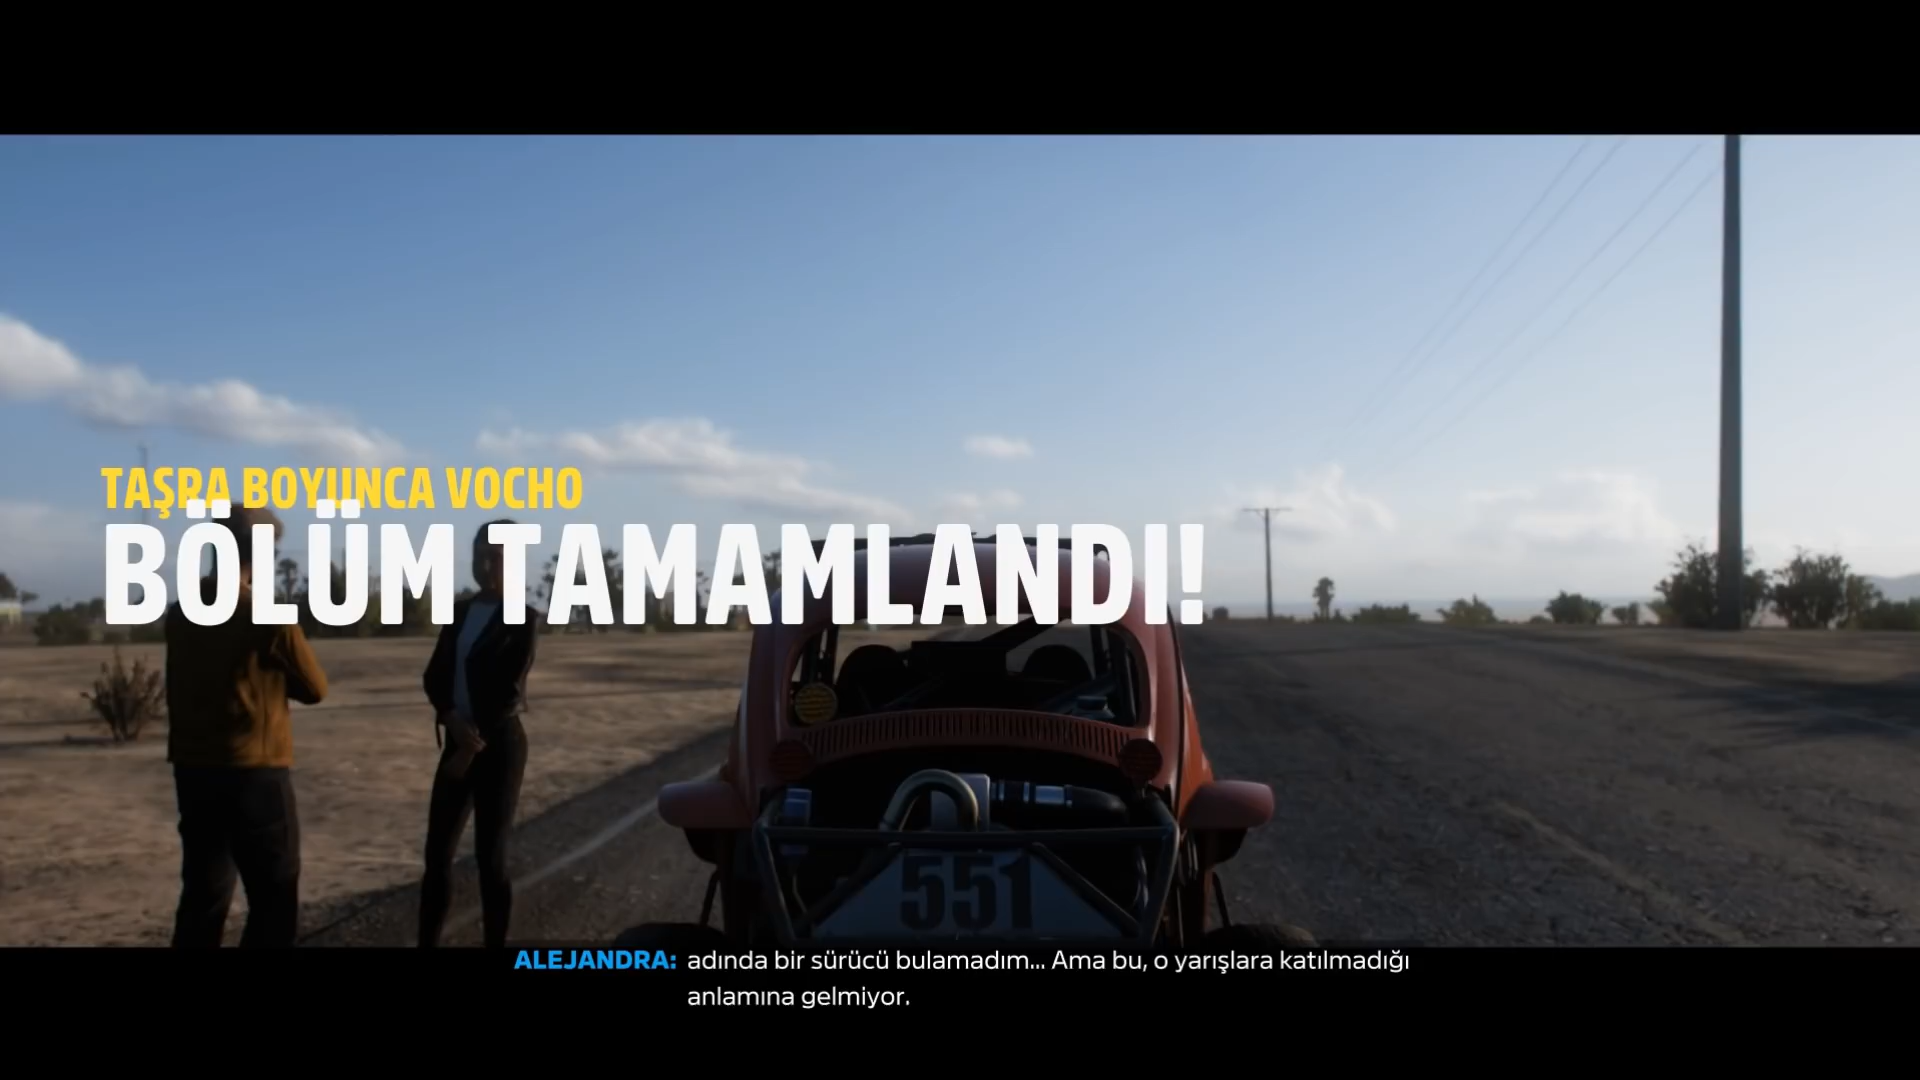 TAŞRA BOYUNCA VOCHO
BÖLÜM TAMAMLANDI!
551
ALEJANDRA: adında bir sürücü bulamadım... Ama bu, o yarışlara katılmadığı
anlamına gelmiyor.